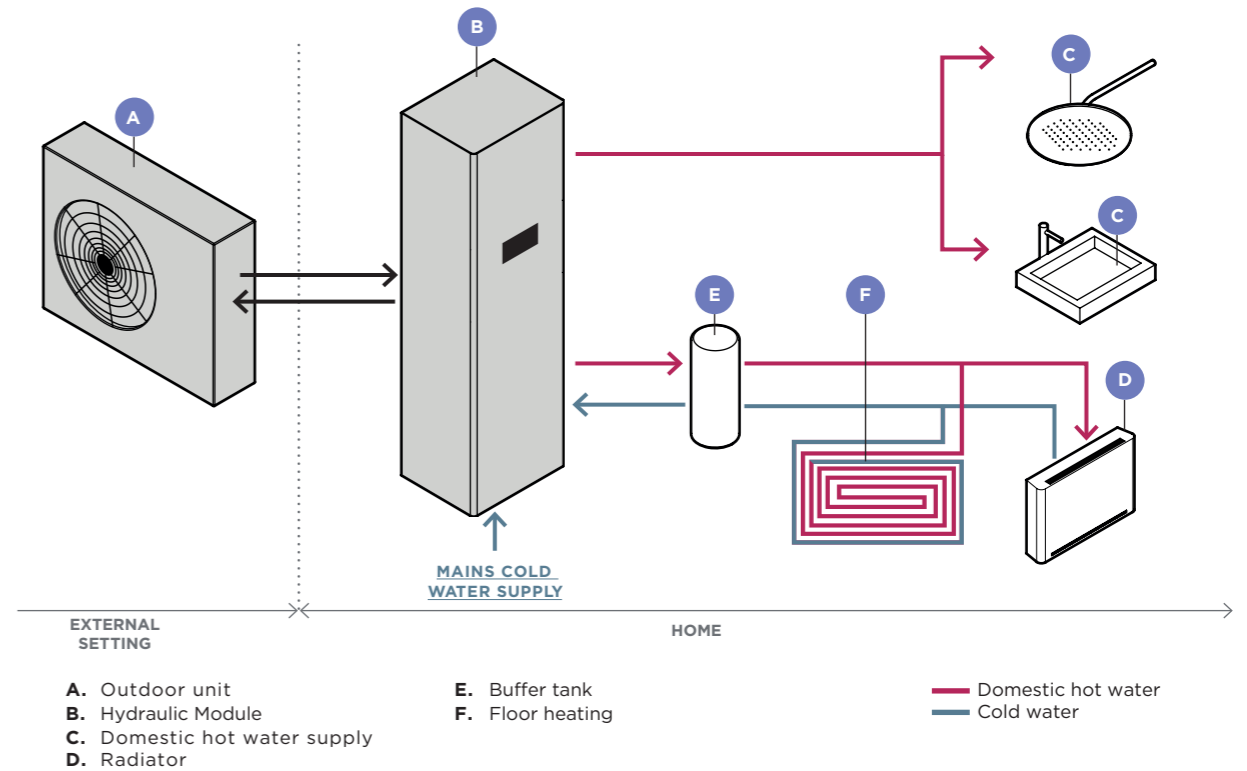 B
C
A
C
E
F
D
MAINS COLD
WATER SUPPLY
EXTERNAL
SETTING
HOME
A. Outdoor unit
B. Hydraulic Module
C. Domestic hot water supply
D. Radiator
E. Buffer tank
F. Floor heating
Domestic hot water
Cold water